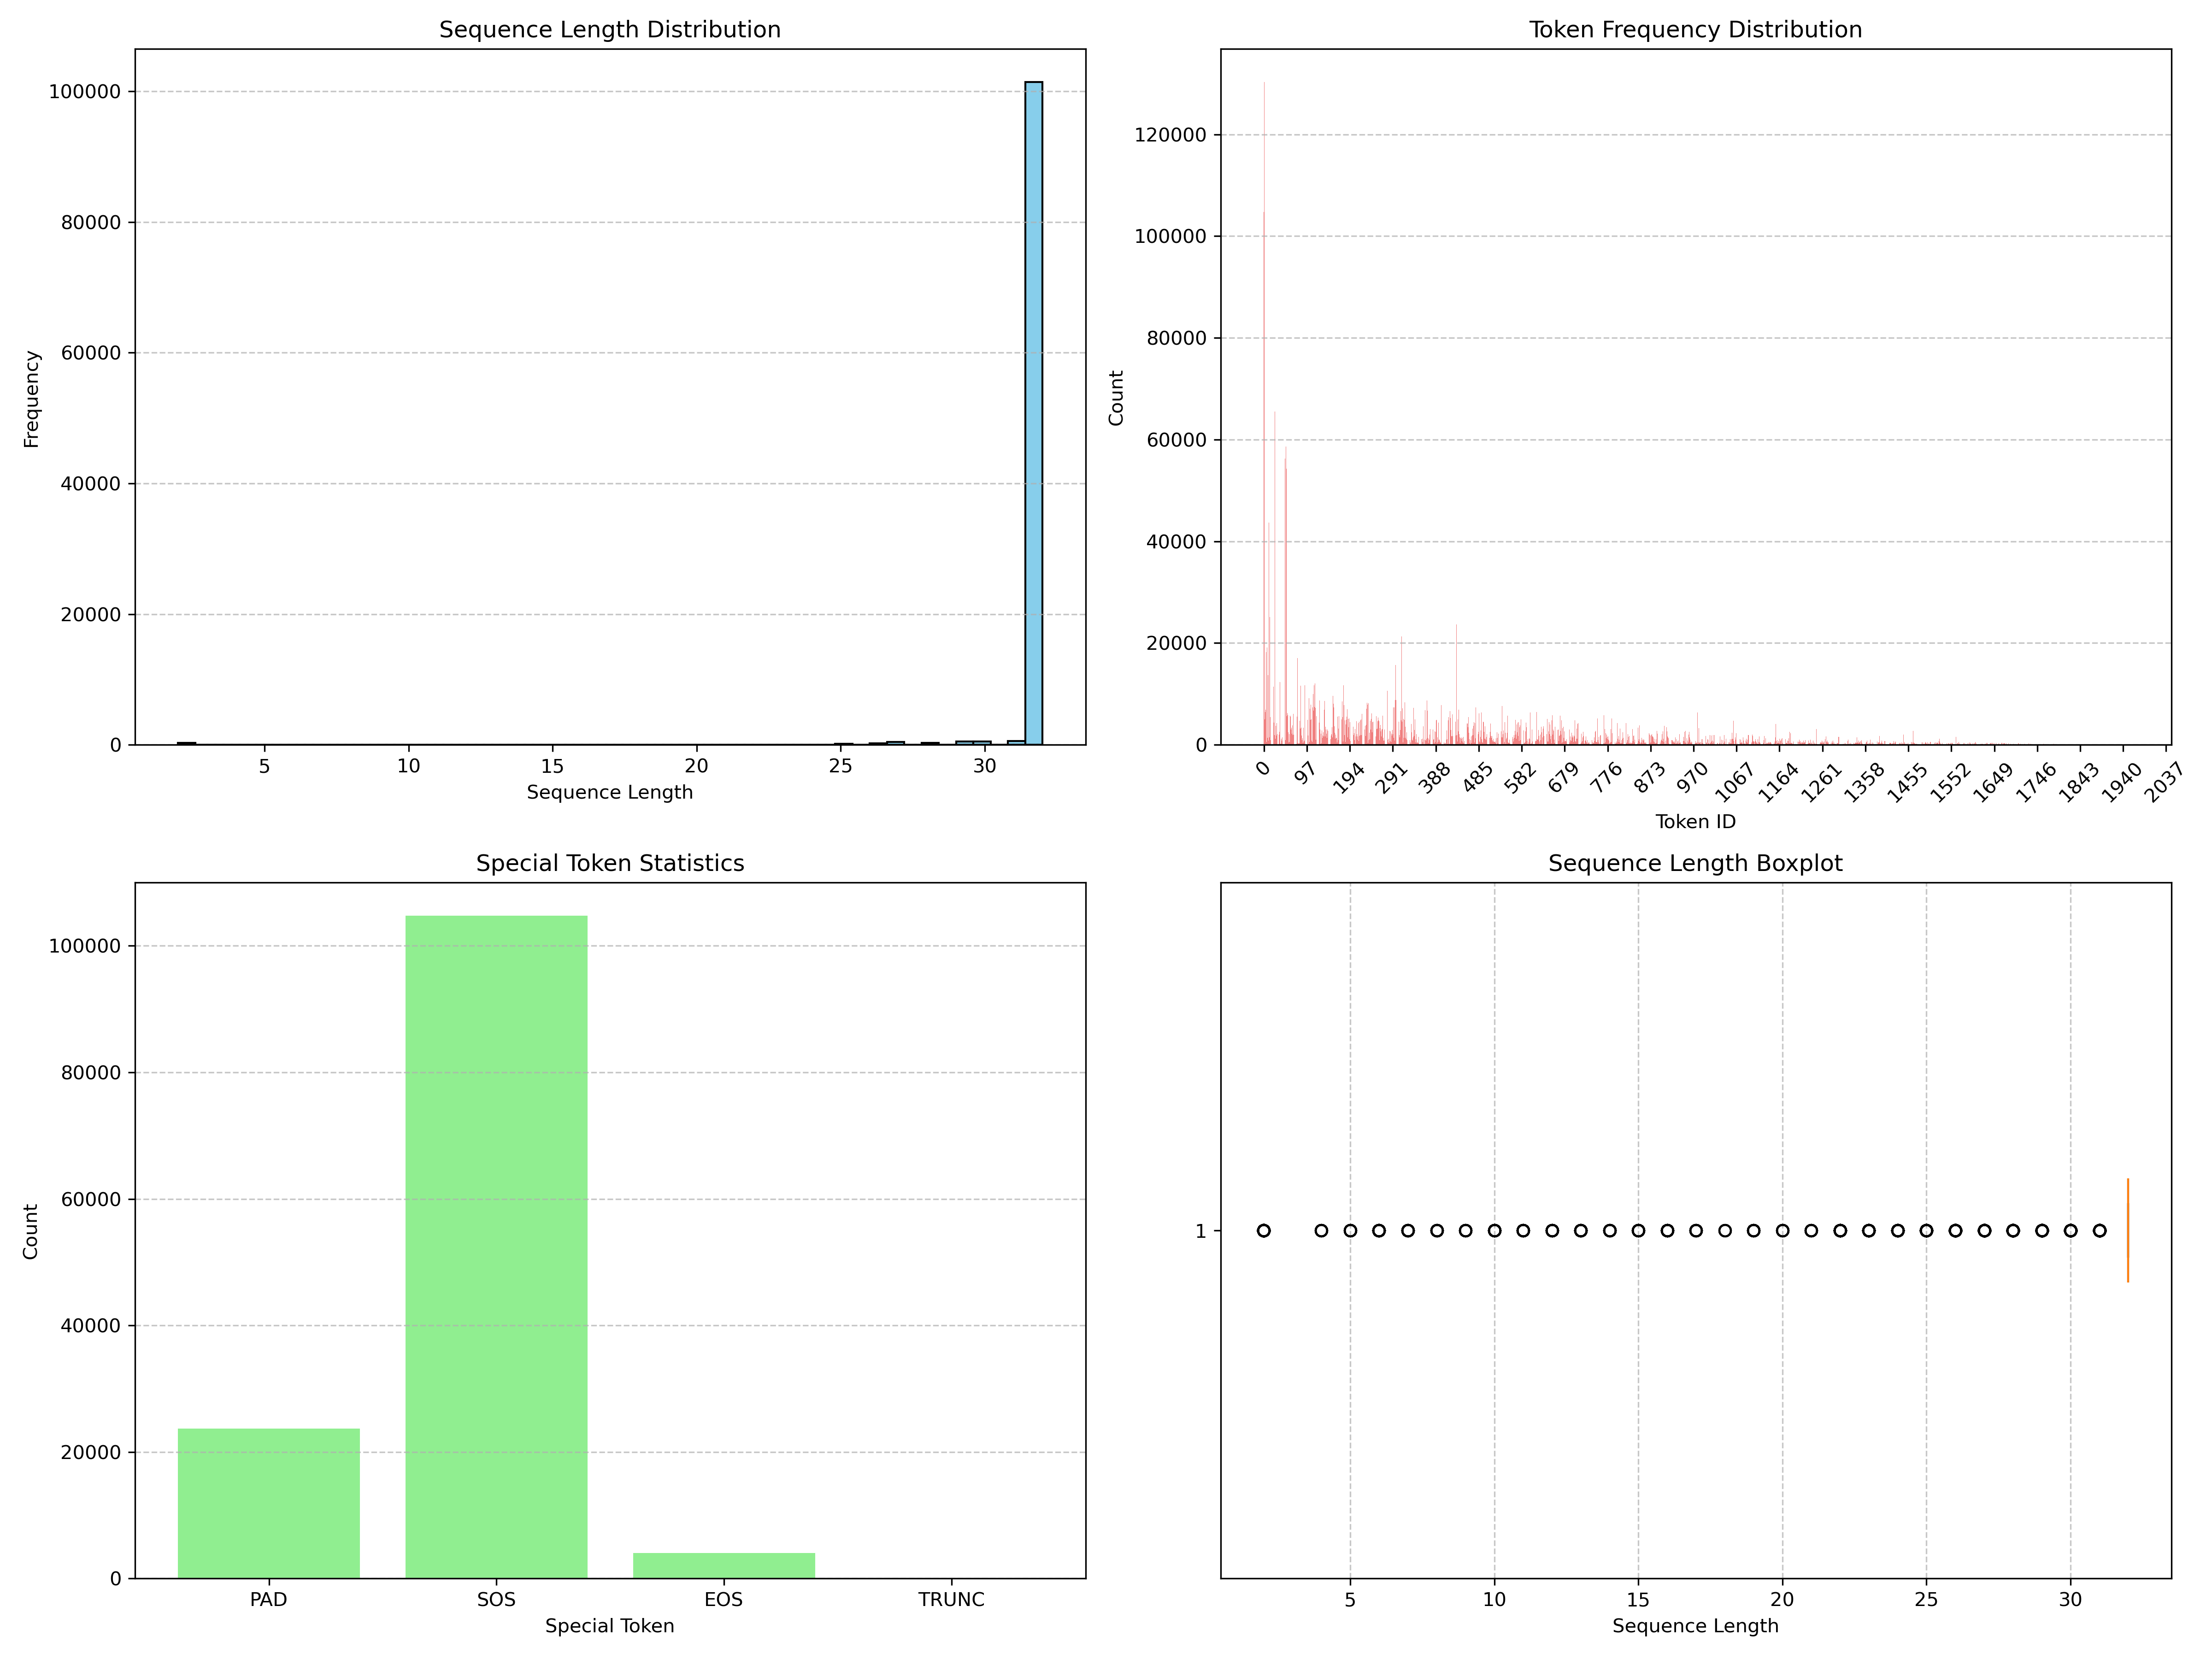 Sequence Length Distribution
100000
80000
60000
40000
20000
0
Frequency
5 10 15 20 25 30
Sequence Length
Token Frequency Distribution
120000
100000
80000
60000
40000
20000
0
Count
0 97 194 291 388 485 582 679 776 873 970 1067 1164 1261 1358 1455 1552 1649 1746 1843 1940 2037
Token ID
Special Token Statistics
100000
80000
60000
40000
20000
0
Count
PAD SOS EOS TRUNC
Special Token
Sequence Length Boxplot
1
5 10 15 20 25 30
Sequence Length